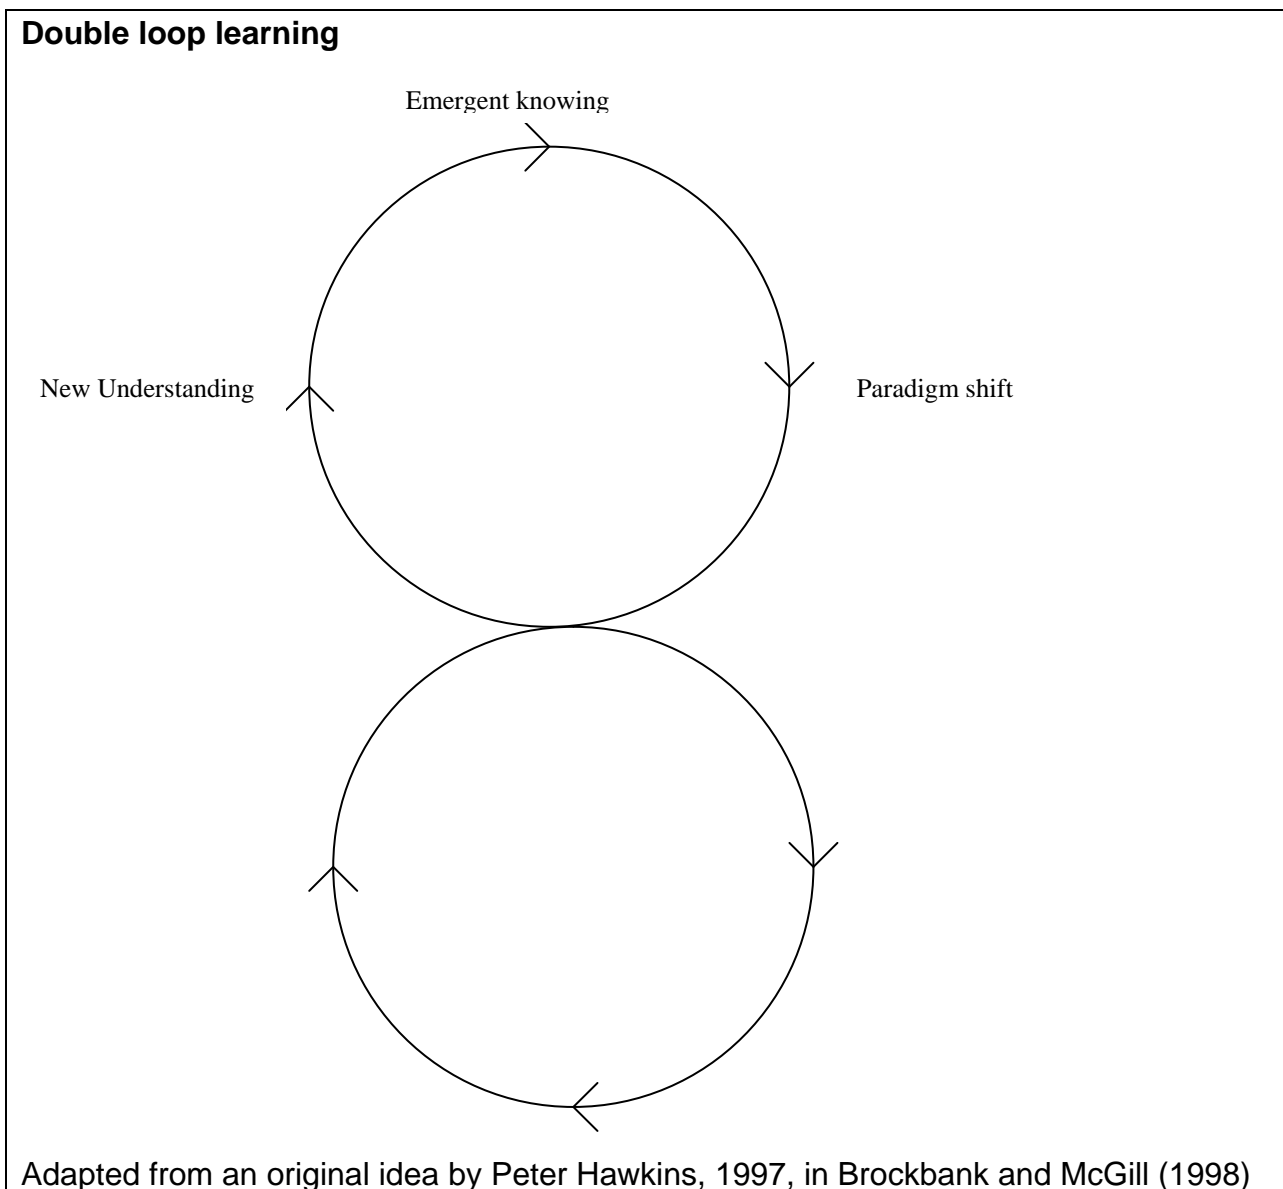 Double loop learning
Emergent knowing
New Understanding
Paradigm shift
Adapted from an original idea by Peter Hawkins, 1997, in Brockbank and McGill (1998)